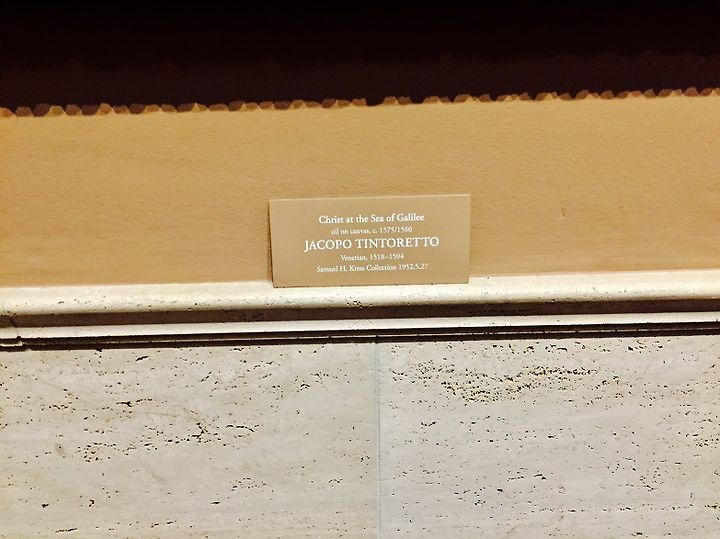 Christ at the Sea of Galilee
oil on canvas, c. 1575/1580
JACOPO TINTORETTO
Venetian, 1518–1594
Samuel H. Kress Collection 1952.5.27